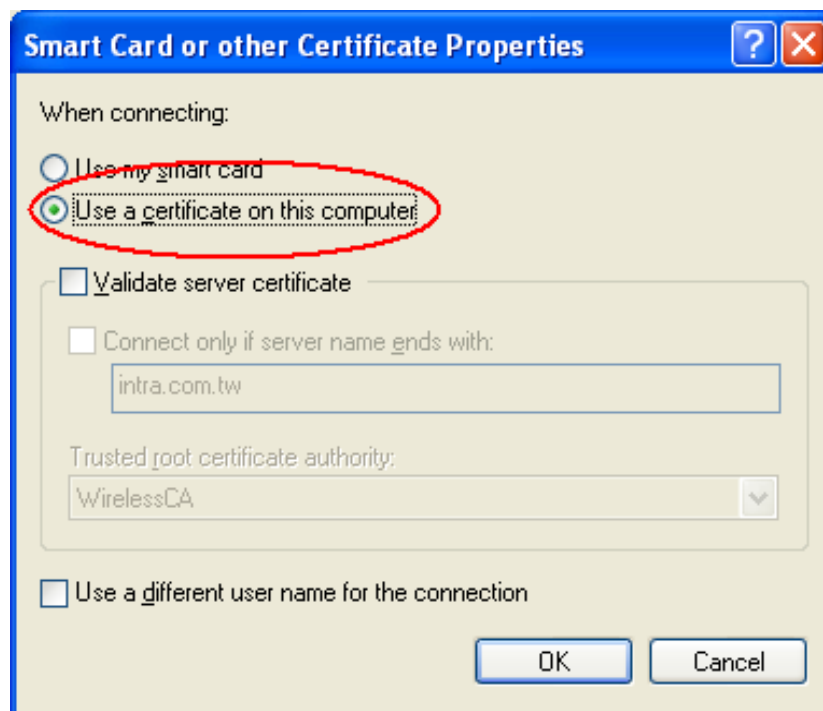 Smart Card or other Certificate Properties
When connecting:
Use my smart card
Use a certificate on this computer
Validate server certificate
Connect only if server name ends with:
intra.com.tw
Trusted root certificate authority:
WirelessCA
Use a different user name for the connection
OK Cancel